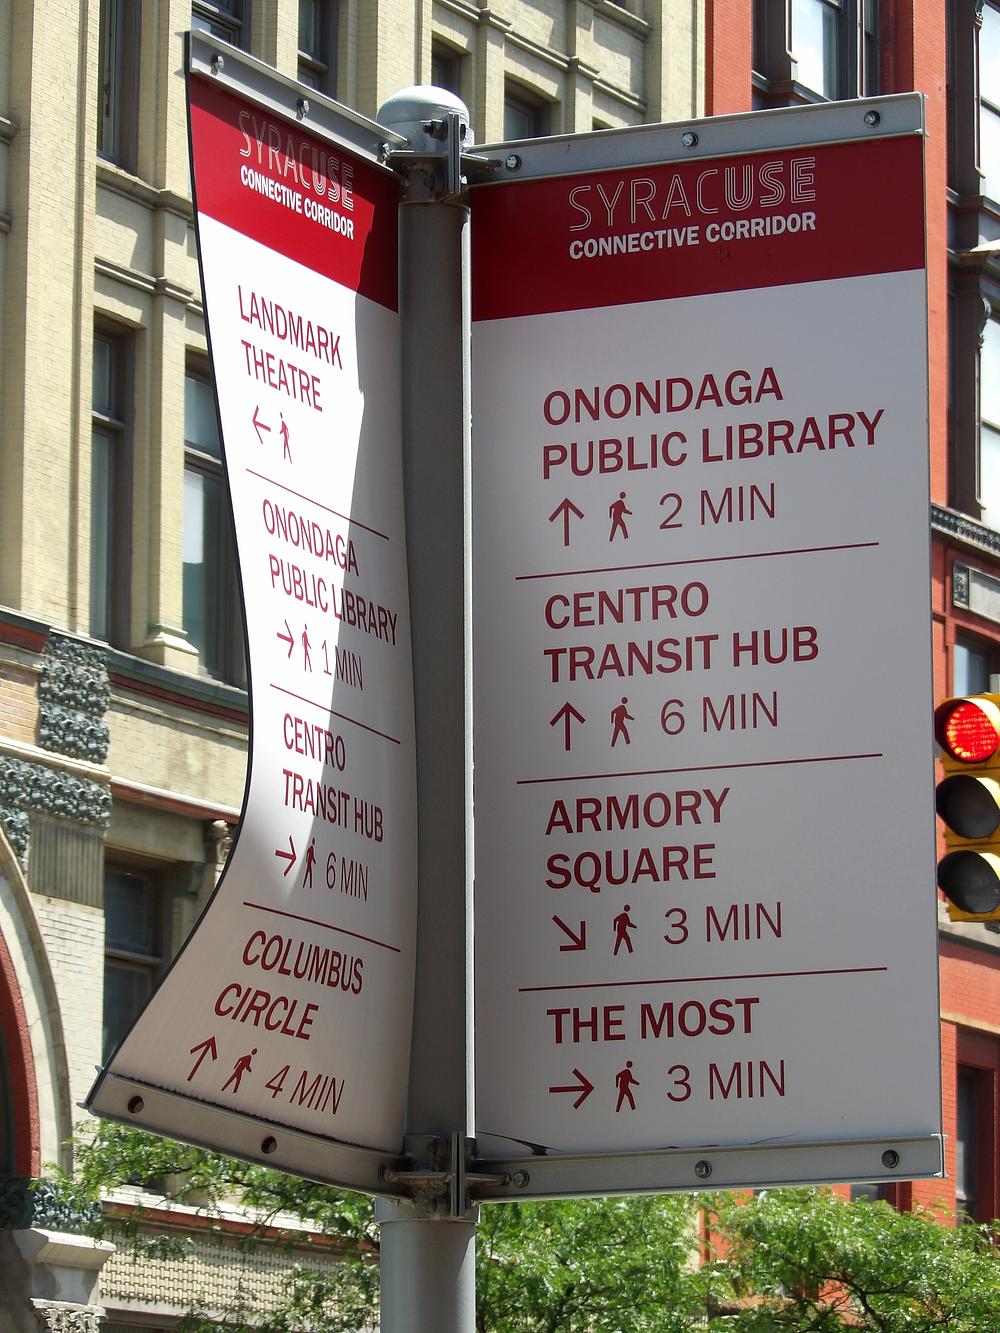 SYRACUSE
CONNECTIVE CORRIDOR
LANDMARK
THEATRE
ONONDAGA
PUBLIC LIBRARY
1 MIN
CENTRO
TRANSIT HUB
6 MIN
COLUMBUS
CIRCLE
4 MIN
SYRACUSE
CONNECTIVE CORRIDOR
ONONDAGA
PUBLIC LIBRARY
2 MIN
CENTRO
TRANSIT HUB
6 MIN
ARMORY
SQUARE
3 MIN
THE MOST
3 MIN